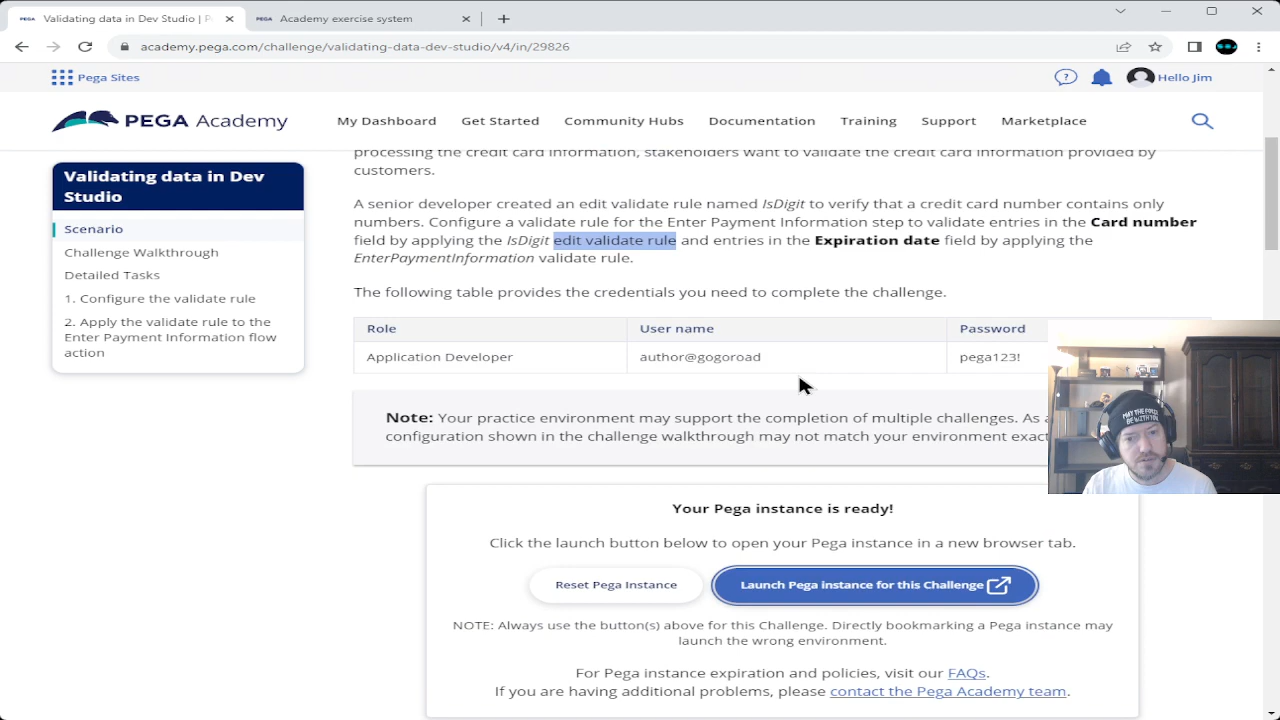 PEGA Validating data in Dev Studio | P
PEGA Academy exercise system
academy.pega.com/challenge/validating-data-dev-studio/v4/in/29826
Pega Sites
? Hello Jim
PEGA Academy My Dashboard Get Started Community Hubs Documentation Training Support Marketplace
Validating data in Dev
Studio
Scenario
Challenge Walkthrough
Detailed Tasks
1. Configure the validate rule
2. Apply the validate rule to the
Enter Payment Information flow
action
processing the credit card information, stakeholders want to validate the credit card information provided by
customers.
A senior developer created an edit validate rule named IsDigit to verify that a credit card number contains only
numbers. Configure a validate rule for the Enter Payment Information step to validate entries in the Card number
field by applying the IsDigit edit validate rule and entries in the Expiration date field by applying the
EnterPaymentInformation validate rule.
The following table provides the credentials you need to complete the challenge.
Role User name Password
Application Developer author@gogoroad pega123!
Note: Your practice environment may support the completion of multiple challenges. As a
configuration shown in the challenge walkthrough may not match your environment exact
MAY THE FORCE
BE WITH YOU
Your Pega instance is ready!
Click the launch button below to open your Pega instance in a new browser tab.
Reset Pega Instance Launch Pega instance for this Challenge
NOTE: Always use the button(s) above for this Challenge. Directly bookmarking a Pega instance may
launch the wrong environment.
For Pega instance expiration and policies, visit our FAQs.
If you are having additional problems, please contact the Pega Academy team.